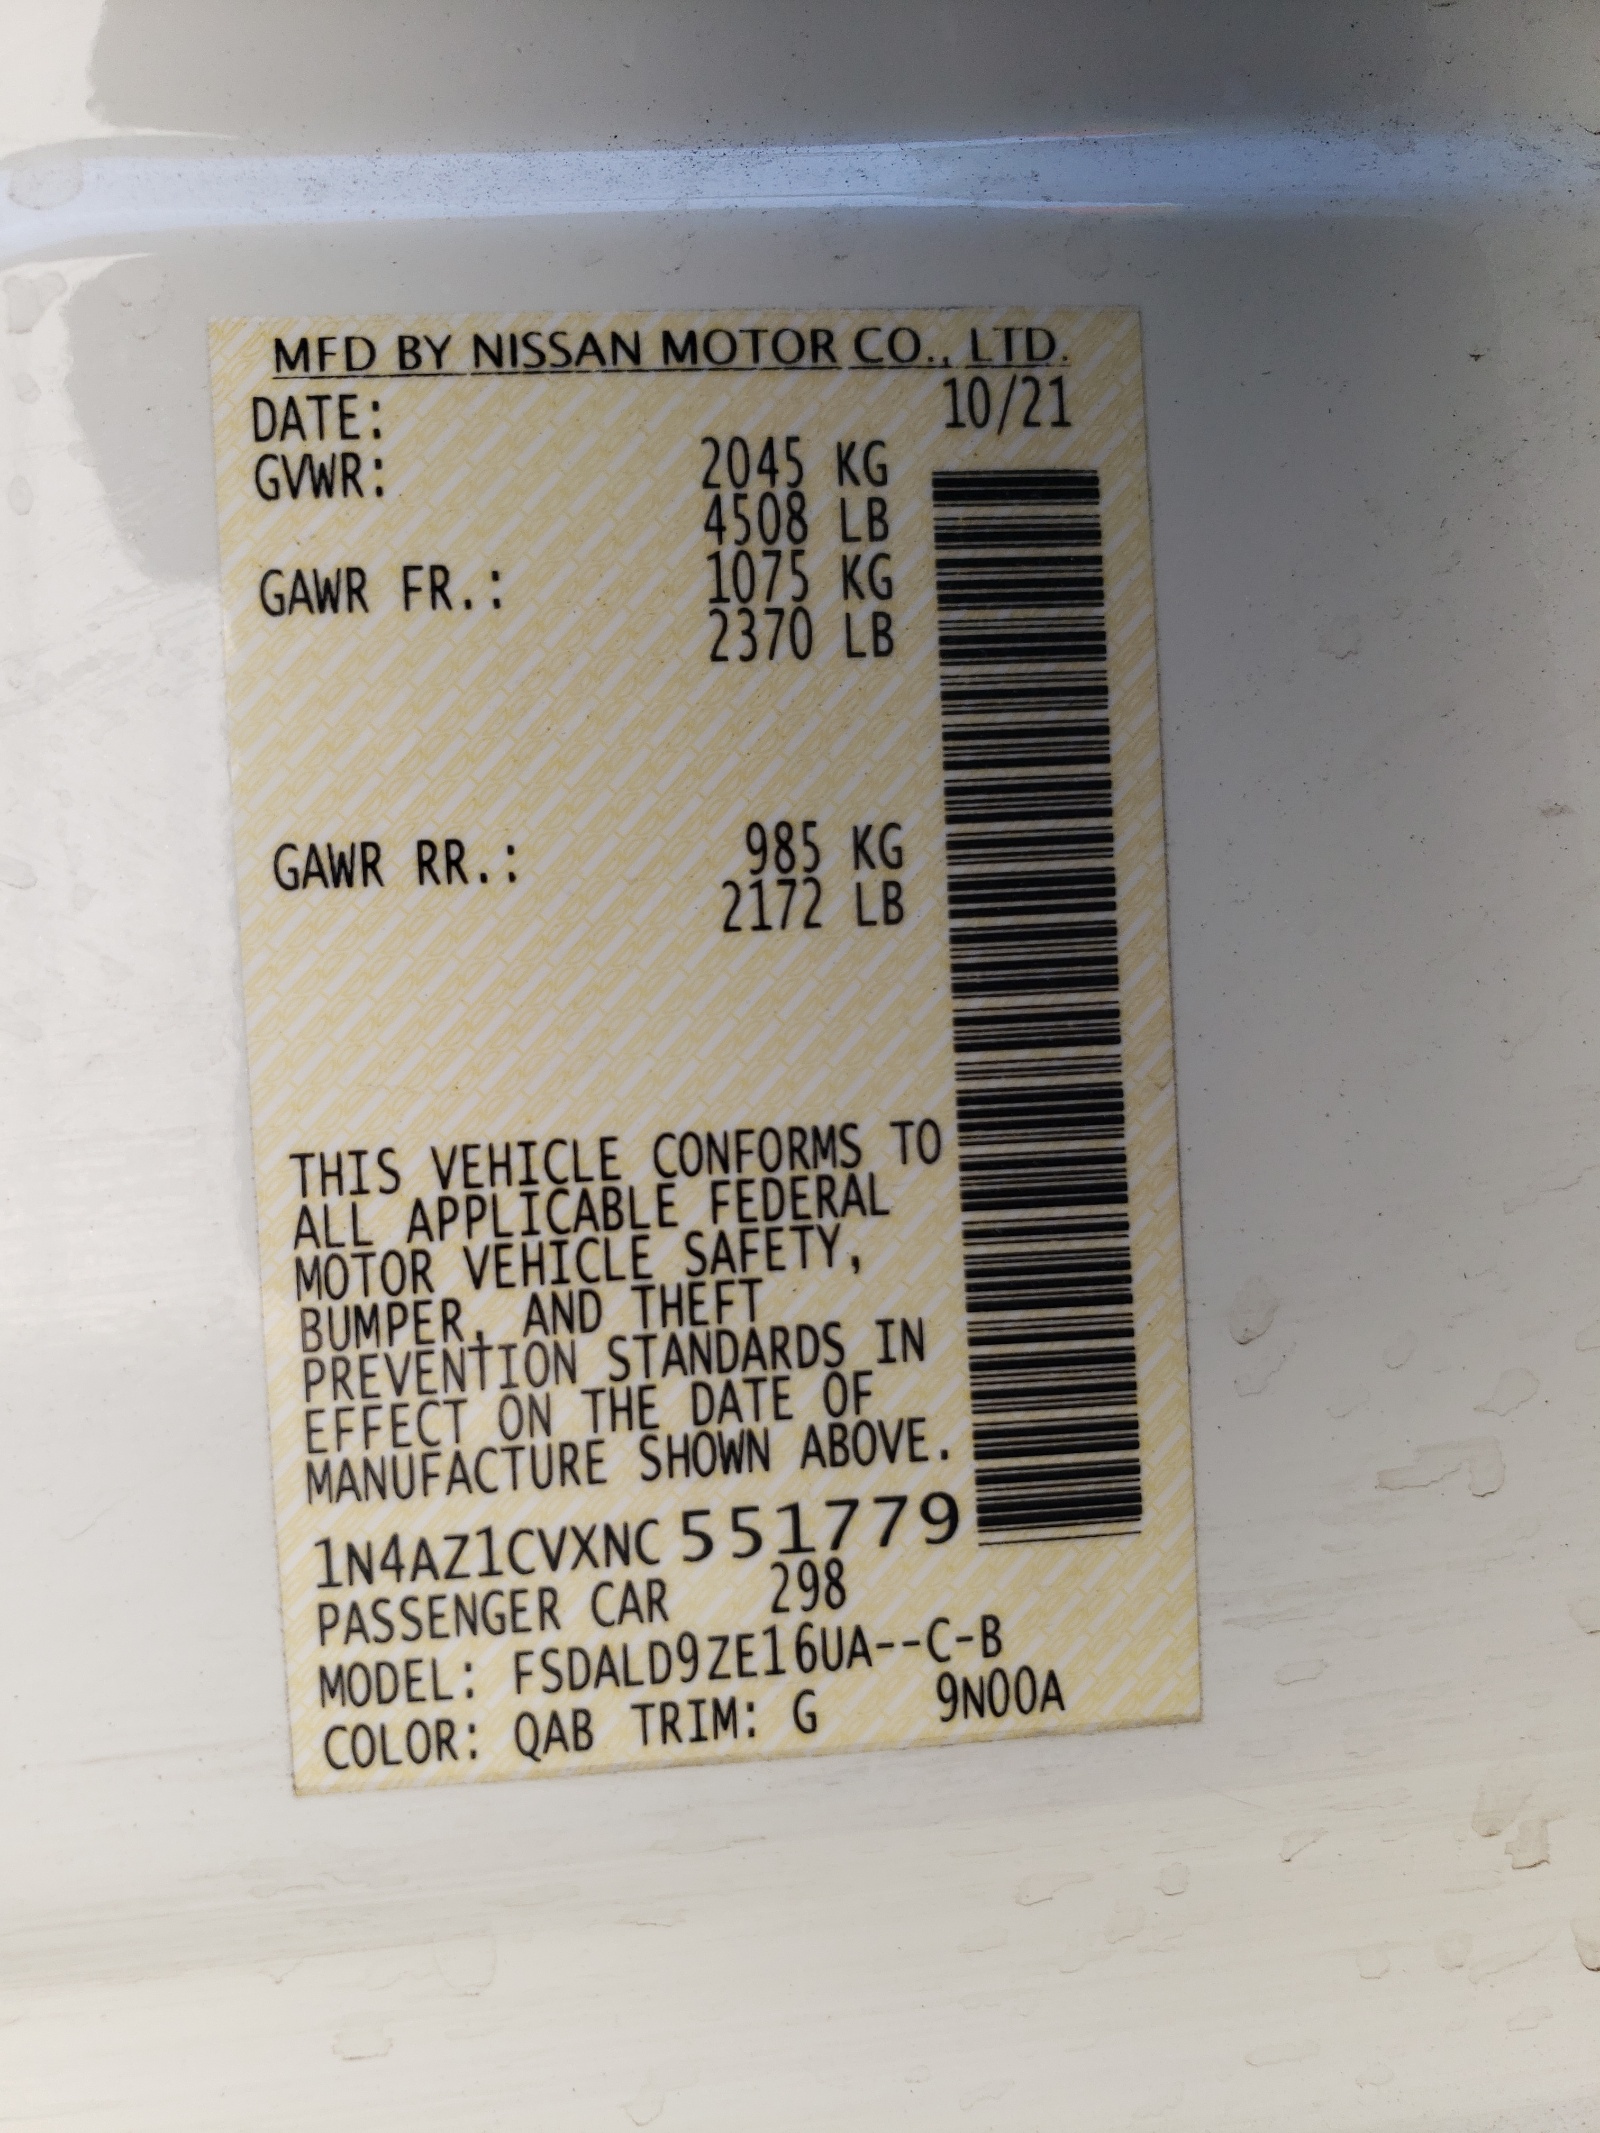 MFD BY NISSAN MOTOR CO., LTD.
DATE: 10/21
GVWR: 2045 KG
4508 LB
GAWR FR.: 1075 KG
2370 LB
GAWR RR.: 985 KG
2172 LB
THIS VEHICLE CONFORMS TO
ALL APPLICABLE FEDERAL
MOTOR VEHICLE SAFETY,
BUMPER, AND THEFT
PREVENTION STANDARDS IN
EFFECT ON THE DATE OF
MANUFACTURE SHOWN ABOVE.
1N4AZ1CVXNC551779
PASSENGER CAR 298
MODEL: FSDALD9ZE16UA--C-B
COLOR: QAB TRIM: G 9N00A